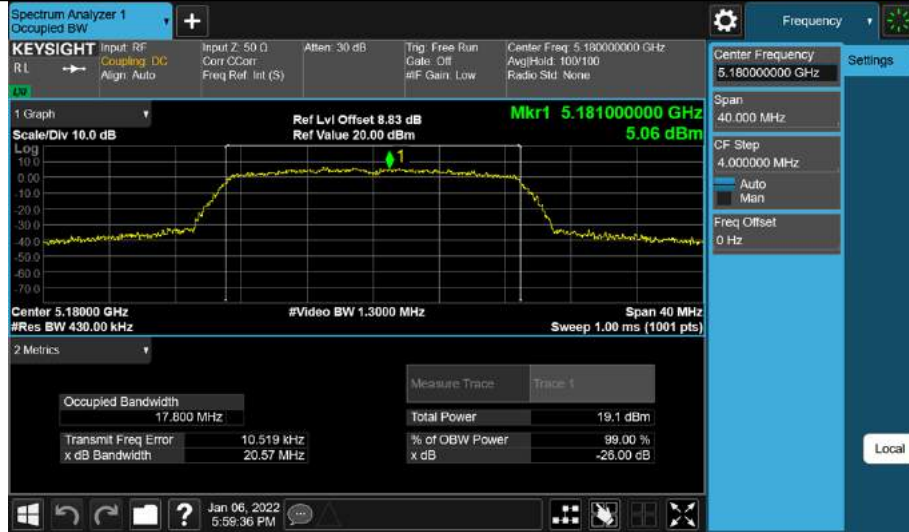 Spectrum Analyzer 1
Occupied BW
+
Frequency
KEYSIGHT
RL
Input: RF
Coupling: DC
Align: Auto
Input Z: 50 Ω
Corr CCorr
Freq Ref: Int (S)
Atten: 30 dB
Trig: Free Run
Gate: Off
#IF Gain: Low
Center Freq: 5.180000000 GHz
Avg|Hold: 100/100
Radio Std: None
Center Frequency
5.180000000 GHz
Settings
Span
40.000 MHz
CF Step
4.000000 MHz
Auto
Man
Freq Offset
0 Hz
Local
1 Graph
Scale/Div 10.0 dB
Ref Lvl Offset 8.83 dB
Ref Value 20.00 dBm
Mkr1 5.181000000 GHz
5.06 dBm
Log
10.0
0.00
-10.0
-20.0
-30.0
-40.0
-50.0
-60.0
-70.0
1
Center 5.18000 GHz
#Res BW 430.00 kHz
#Video BW 1.3000 MHz
Span 40 MHz
Sweep 1.00 ms (1001 pts)
2 Metrics
Measure Trace
Trace 1
Occupied Bandwidth
17.800 MHz
Total Power
19.1 dBm
Transmit Freq Error
10.519 kHz
% of OBW Power
99.00 %
x dB Bandwidth
20.57 MHz
x dB
-26.00 dB
?
Jan 06, 2022
5:59:36 PM